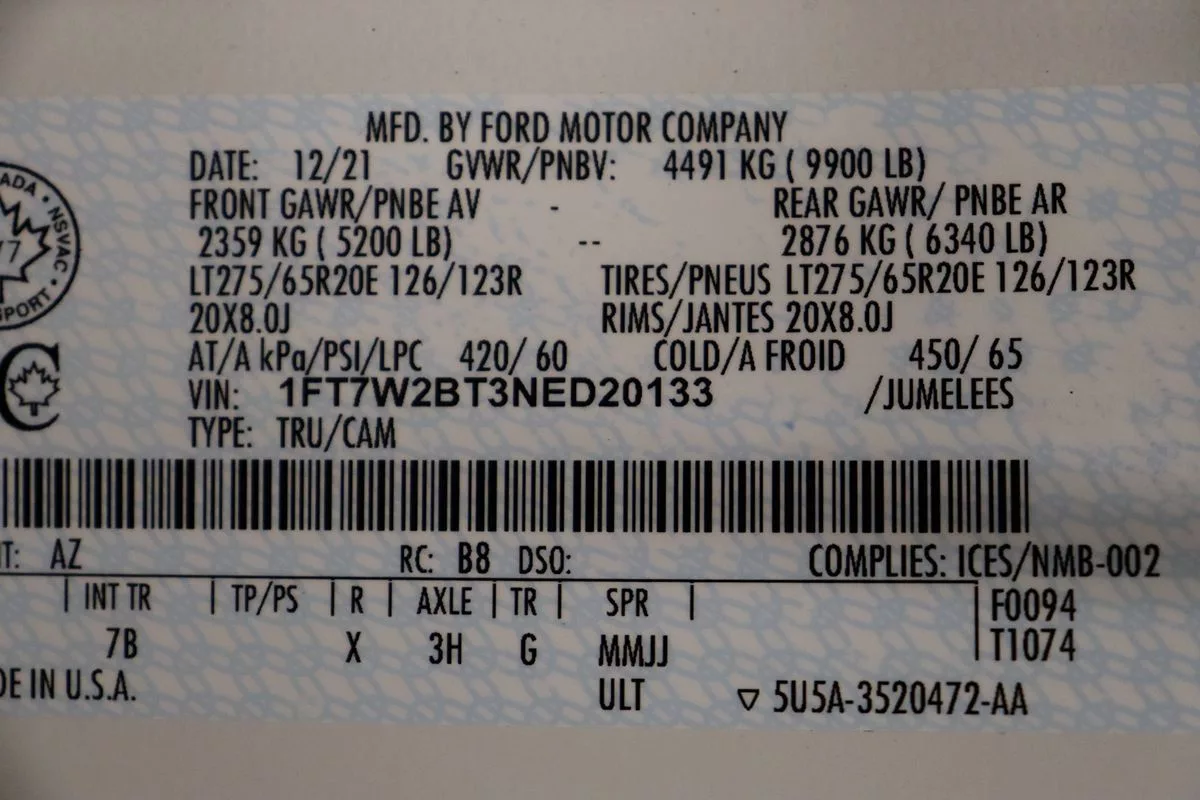 MFD. BY FORD MOTOR COMPANY
DATE: 12/21 GVWR/PNBV: 4491 KG ( 9900 LB)
FRONT GAWR/PNBE AV - REAR GAWR/ PNBE AR
2359 KG ( 5200 LB) -- 2876 KG ( 6340 LB)
LT275/65R20E 126/123R TIRES/PNEUS LT275/65R20E 126/123R
20X8.0J RIMS/JANTES 20X8.0J
AT/A kPa/PSI/LPC 420/ 60 COLD/A FROID 450/ 65
VIN: 1FT7W2BT3NED20133 /JUMELEES
TYPE: TRU/CAM
ADA • NSVAC •
C
T: AZ RC: B8 DSO: COMPLIES: ICES/NMB-002
INT TR TP/PS R AXLE TR SPR F0094
7B X 3H G MMJJ T1074
DE IN U.S.A. ULT ▽ 5U5A-3520472-AA